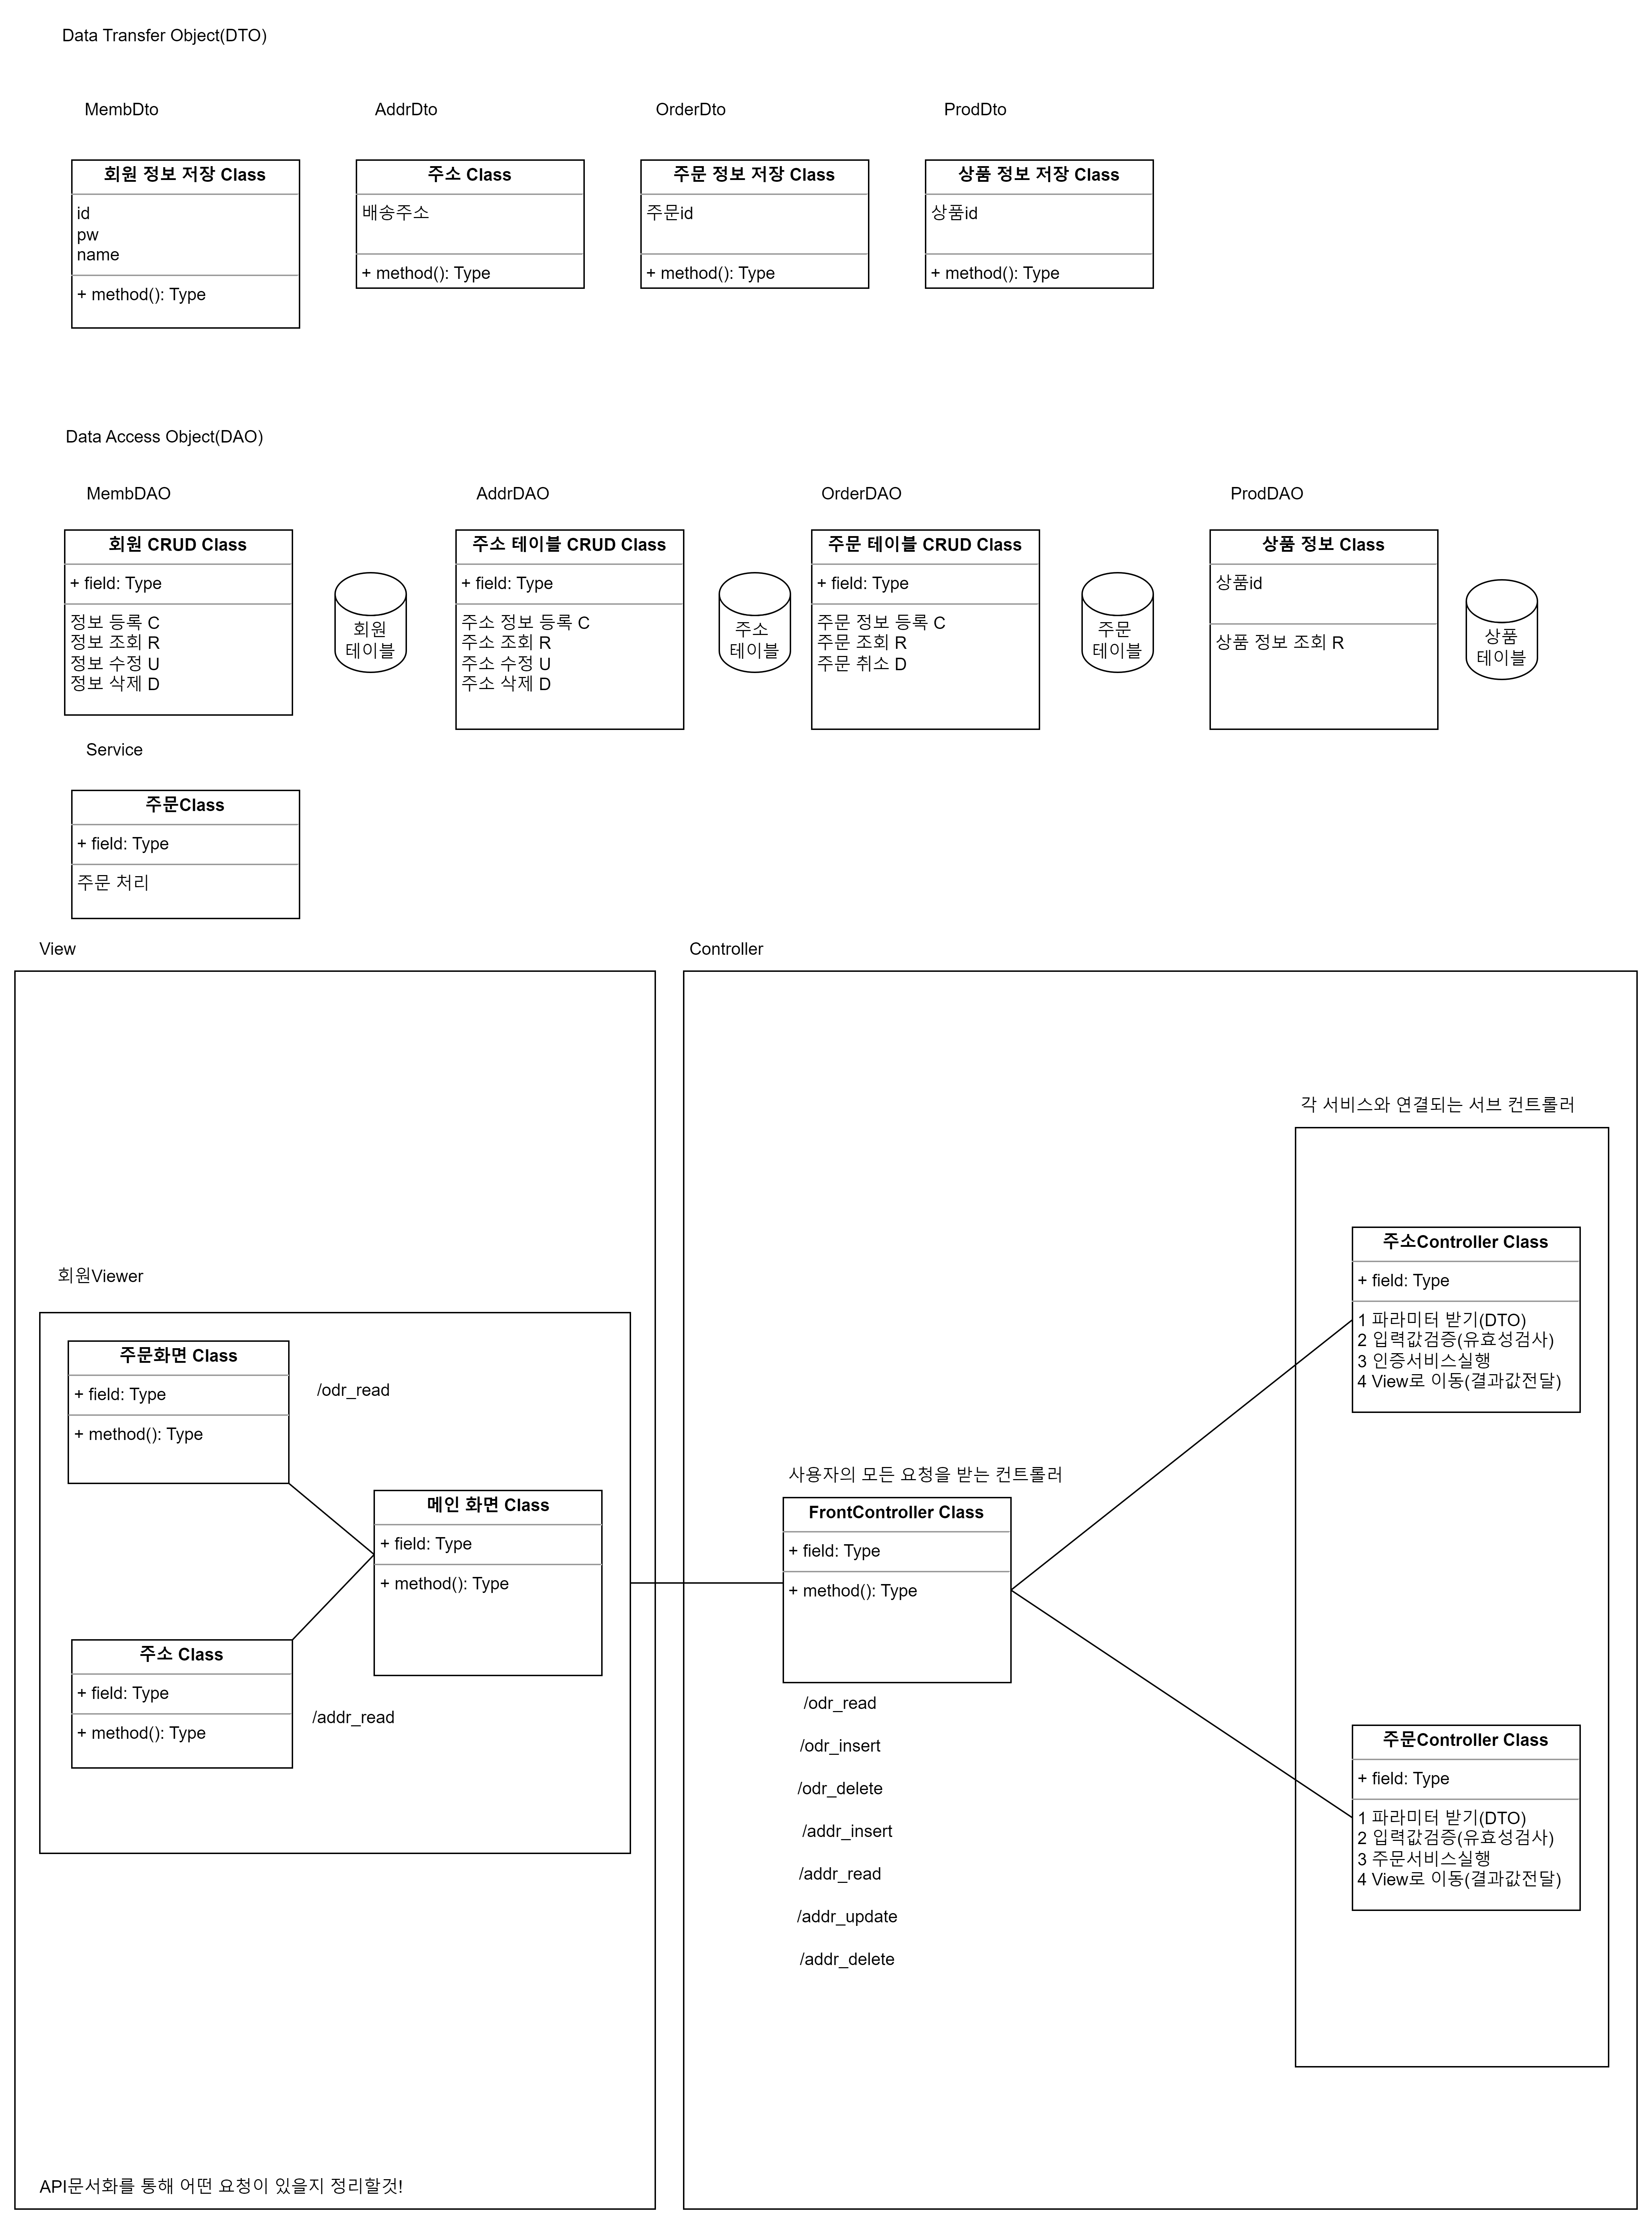 Data Transfer Object(DTO)
MembDto
AddrDto
OrderDto
ProdDto
회원 정보 저장 Class
id
pw
name
+ method(): Type
주소 Class
배송주소
+ method(): Type
주문 정보 저장 Class
주문id
+ method(): Type
상품 정보 저장 Class
상품id
+ method(): Type
Data Access Object(DAO)
MembDAO
AddrDAO
OrderDAO
ProdDAO
회원 CRUD Class
+ field: Type
정보 등록 C
정보 조회 R
정보 수정 U
정보 삭제 D
회원
테이블
주소 테이블 CRUD Class
+ field: Type
주소 정보 등록 C
주소 조회 R
주소 수정 U
주소 삭제 D
주소
테이블
주문 테이블 CRUD Class
+ field: Type
주문 정보 등록 C
주문 조회 R
주문 취소 D
주문
테이블
상품 정보 Class
상품id
상품 정보 조회 R
상품
테이블
Service
주문Class
+ field: Type
주문 처리
View
회원Viewer
주문화면 Class
+ field: Type
+ method(): Type
/odr_read
메인 화면 Class
+ field: Type
+ method(): Type
주소 Class
+ field: Type
+ method(): Type
/addr_read
API문서화를 통해 어떤 요청이 있을지 정리할것!
Controller
사용자의 모든 요청을 받는 컨트롤러
FrontController Class
+ field: Type
+ method(): Type
/odr_read
/odr_insert
/odr_delete
/addr_insert
/addr_read
/addr_update
/addr_delete
각 서비스와 연결되는 서브 컨트롤러
주소Controller Class
+ field: Type
1 파라미터 받기(DTO)
2 입력값검증(유효성검사)
3 인증서비스실행
4 View로 이동(결과값전달)
주문Controller Class
+ field: Type
1 파라미터 받기(DTO)
2 입력값검증(유효성검사)
3 주문서비스실행
4 View로 이동(결과값전달)